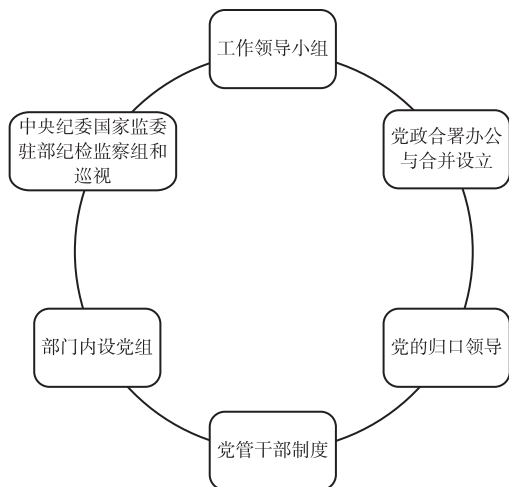 工作领导小组
党政合署办公
与合并设立
党的归口领导
党管干部制度
部门内设党组
中央纪委国家监委
驻部纪检监察组和
巡视